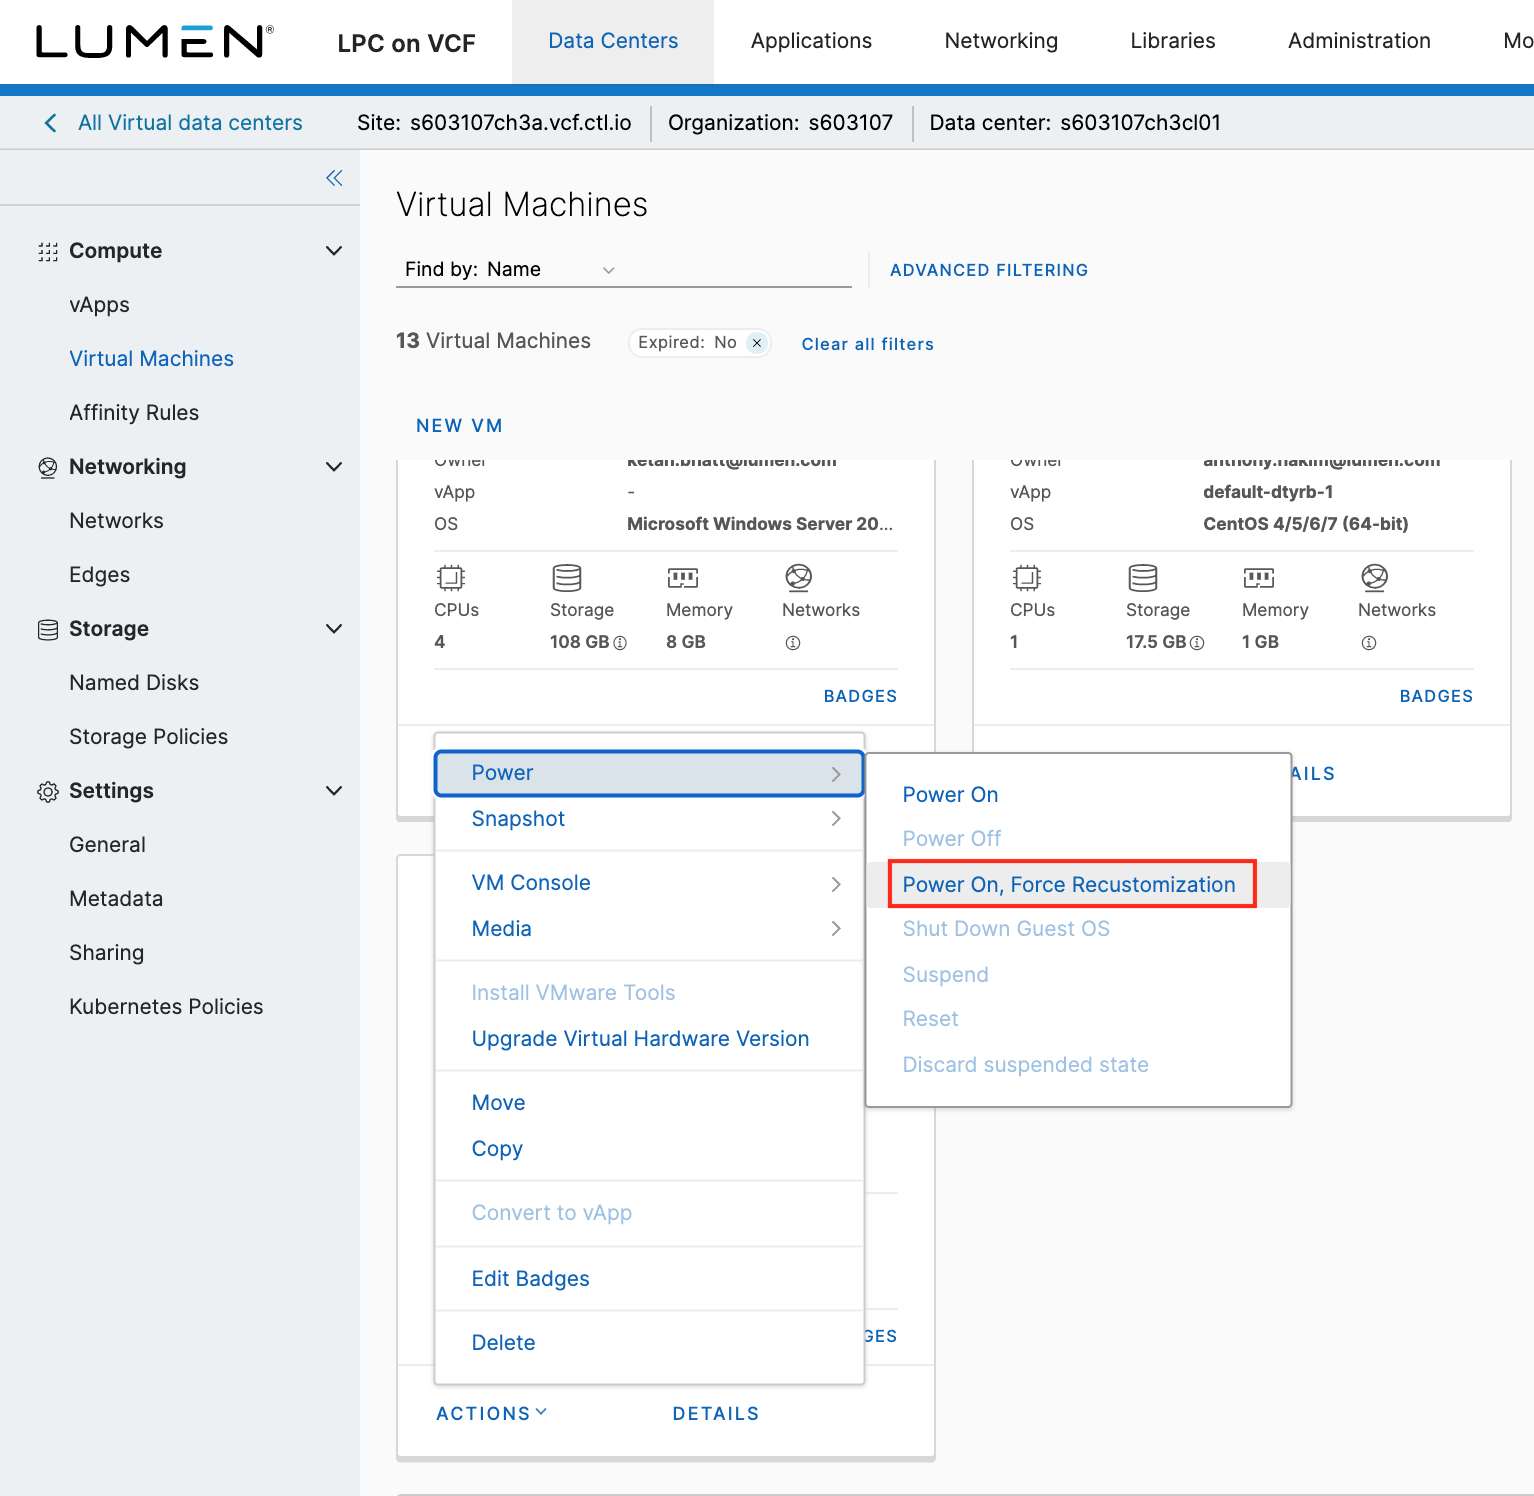 LUMEN®
LPC on VCF
Data Centers
Applications
Networking
Libraries
Administration
Mo
All Virtual data centers
Site: s603107ch3a.vcf.ctl.io
Organization: s603107
Data center: s603107ch3cl01
Compute
vApps
Virtual Machines
Affinity Rules
Networking
Networks
Edges
Storage
Named Disks
Storage Policies
Settings
General
Metadata
Sharing
Kubernetes Policies
Virtual Machines
Find by: Name
ADVANCED FILTERING
13 Virtual Machines
Expired: No
Clear all filters
NEW VM
Owner ketan.bhatt@lumen.com
vApp -
OS Microsoft Windows Server 20...
CPUs Storage Memory Networks
4 108 GB 8 GB
BADGES
Owner anthony.hakim@lumen.com
vApp default-dtyrb-1
OS CentOS 4/5/6/7 (64-bit)
CPUs Storage Memory Networks
1 17.5 GB 1 GB
BADGES
AILS
Power
Snapshot
VM Console
Media
Install VMware Tools
Upgrade Virtual Hardware Version
Move
Copy
Convert to vApp
Edit Badges
Delete
Power On
Power Off
Power On, Force Recustomization
Shut Down Guest OS
Suspend
Reset
Discard suspended state
GES
ACTIONS
DETAILS